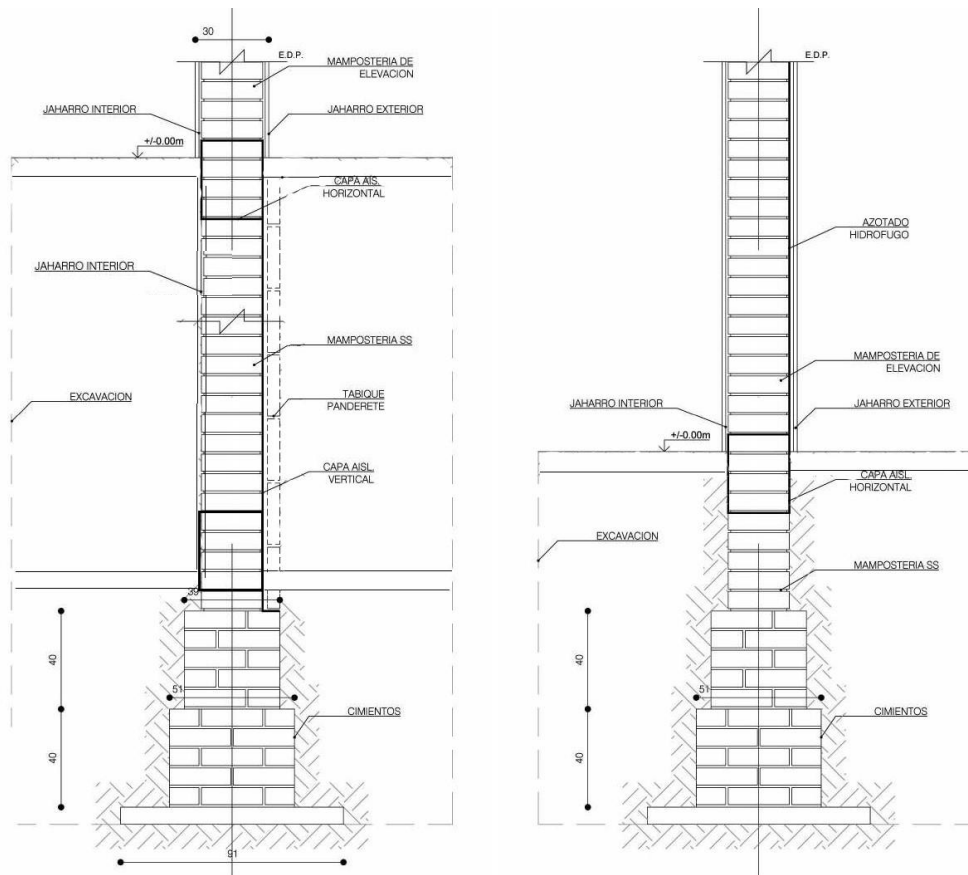 30
E.D.P.
MAMPOSTERIA DE
ELEVACION
JAHARRO INTERIOR
JAHARRO EXTERIOR
+/-0.00m
CAPA AIS.
HORIZONTAL
JAHARRO INTERIOR
MAMPOSTERIA SS
EXCAVACION
TABIQUE
PANDERETE
CAPA AISL.
VERTICAL
39
40
51
CIMIENTOS
40
91
E.D.P.
AZOTADO
HIDROFUGO
MAMPOSTERIA DE
ELEVACION
JAHARRO INTERIOR
JAHARRO EXTERIOR
+/-0.00m
CAPA AISL.
HORIZONTAL
EXCAVACION
MAMPOSTERIA SS
40
51
CIMIENTOS
40